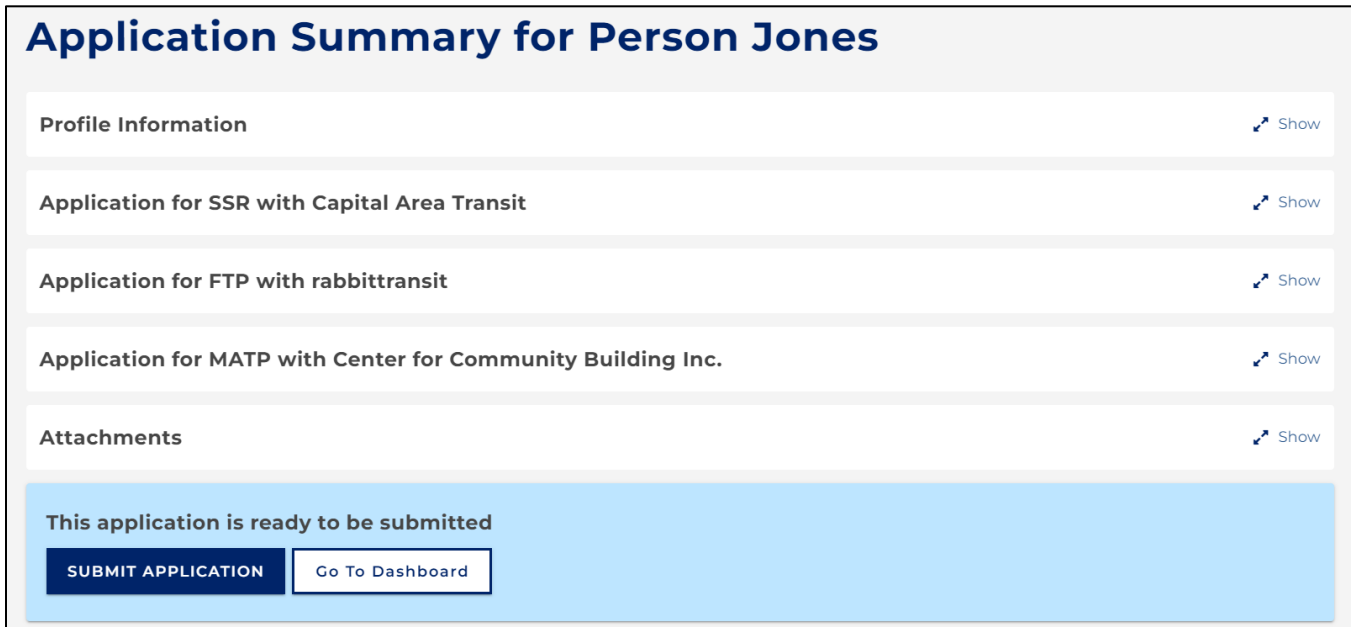 Application Summary for Person Jones
Profile Information Show
Application for SSR with Capital Area Transit Show
Application for FTP with rabbittransit Show
Application for MATP with Center for Community Building Inc. Show
Attachments Show
This application is ready to be submitted
SUBMIT APPLICATION Go To Dashboard